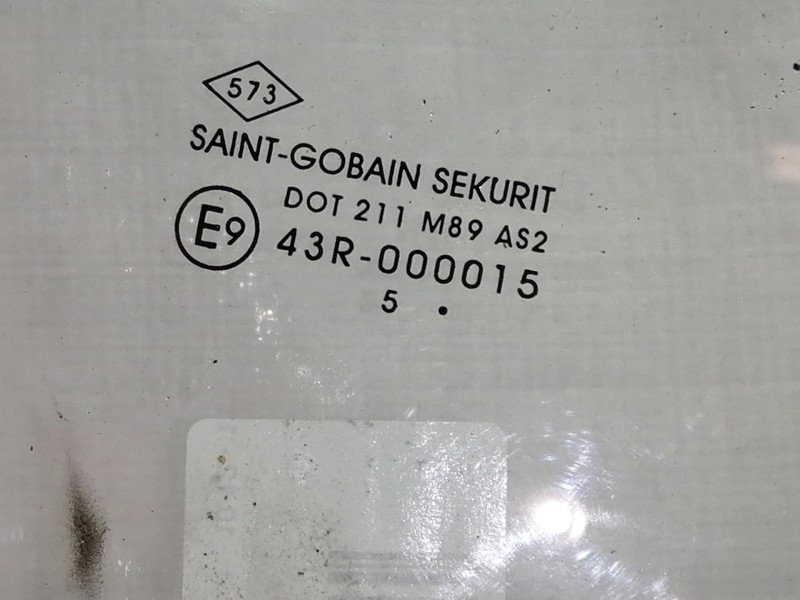 573
SAINT-GOBAIN SEKURIT
DOT 211 M89 AS2
E9
43R-000015
5 .